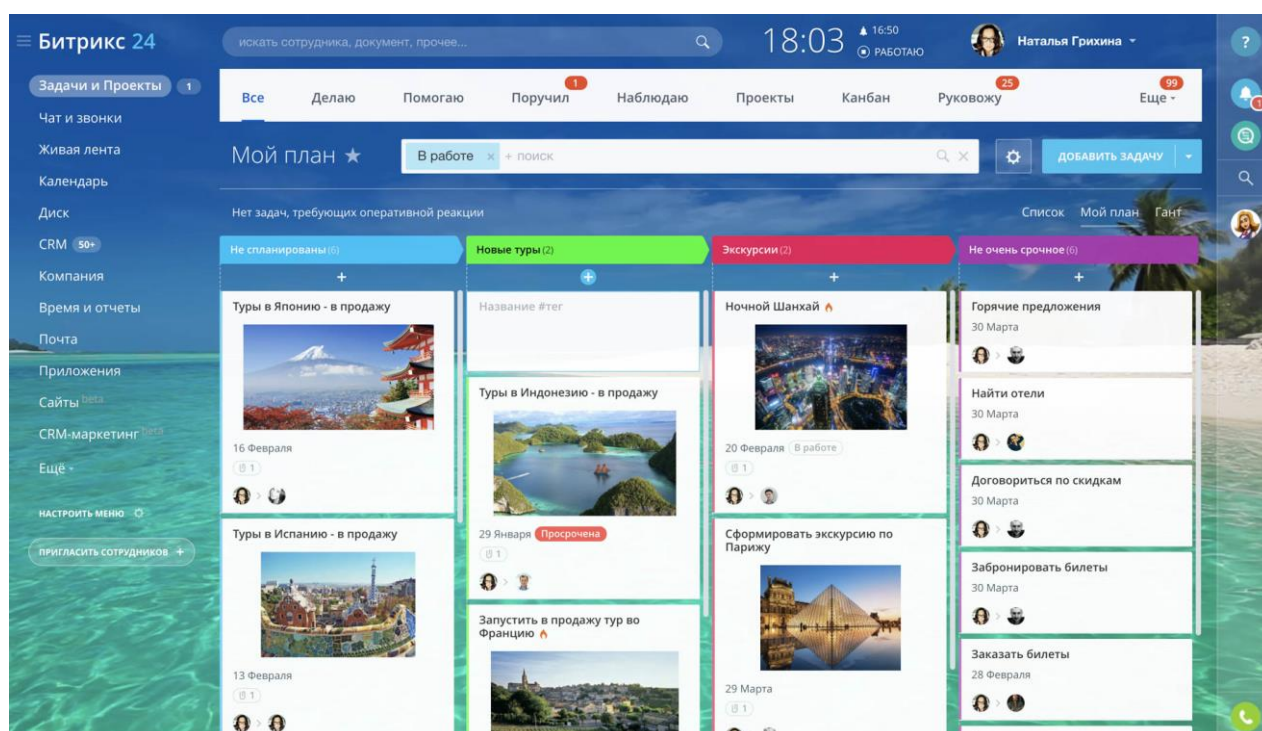 Битрикс 24
искать сотрудника, документ, прочее...
18:03
16:50
РАБОТАЮ
Наталья Грихина
?
Задачи и Проекты 1
Чат и звонки
Живая лента
Календарь
Диск
CRM 50+
Компания
Время и отчеты
Почта
Приложения
Сайты beta
CRM-маркетинг beta
Ещё
НАСТРОИТЬ МЕНЮ
ПРИГЛАСИТЬ СОТРУДНИКОВ +
Все Делаю Помогаю Поручил 1 Наблюдаю Проекты Канбан Руковожу 25 Еще 99
1
Мой план
В работе × + поиск
ДОБАВИТЬ ЗАДАЧУ
Нет задач, требующих оперативной реакции
Список Мой план Гант
Не спланированы (6)
+
Туры в Японию - в продажу
16 Февраля
1
Туры в Испанию - в продажу
13 Февраля
1
Новые туры (2)
+
Название #тег
Туры в Индонезию - в продажу
29 Января Просрочена
1
Запустить в продажу тур во
Францию
Экскурсии (2)
+
Ночной Шанхай
20 Февраля В работе
1
Сформировать экскурсию по
Парижу
29 Марта
1
Не очень срочное (6)
+
Горячие предложения
30 Марта
Найти отели
30 Марта
Договориться по скидкам
30 Марта
Забронировать билеты
30 Марта
Заказать билеты
28 Февраля